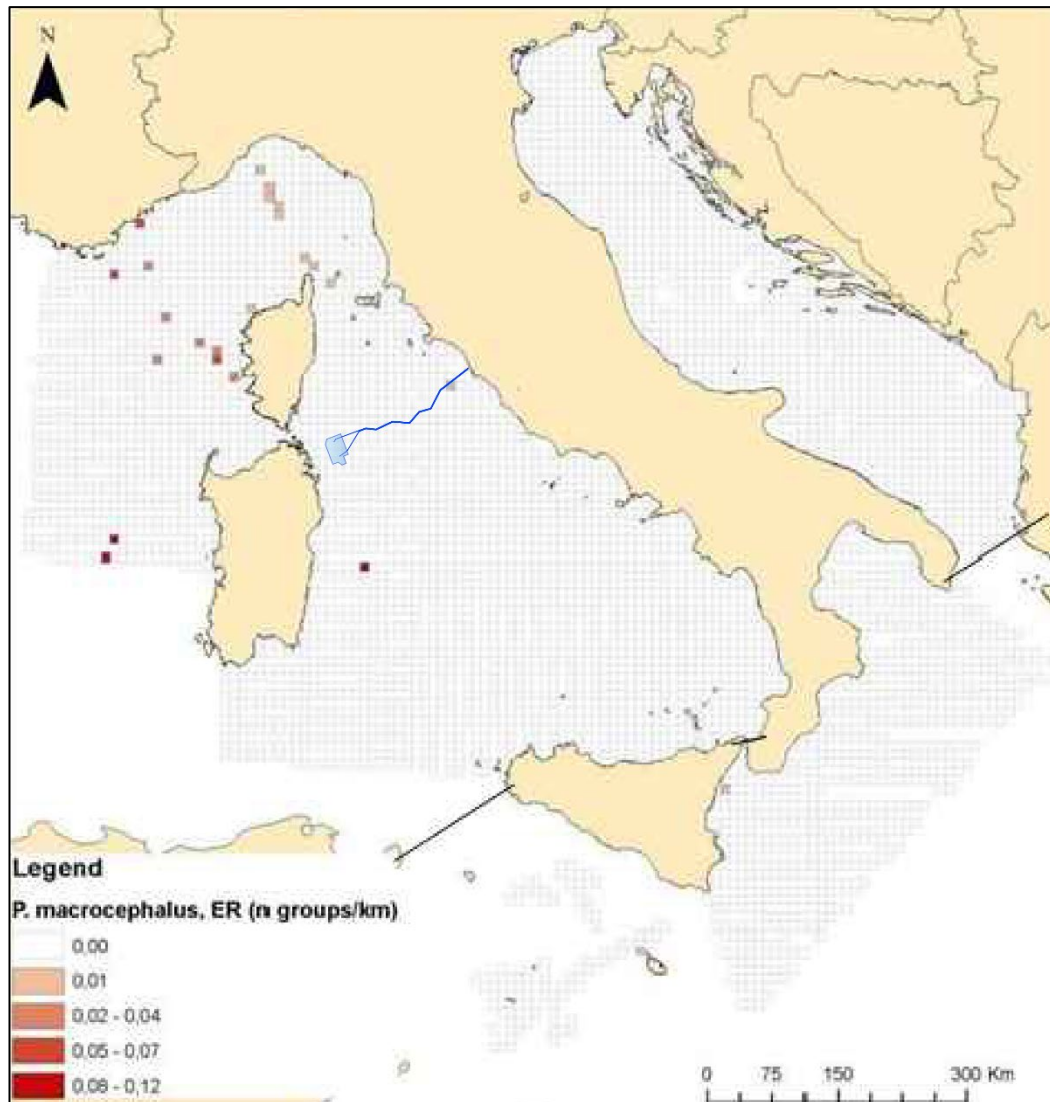 N
Legend
P. macrocephalus, ER (n groups/km)
0,00
0,01
0,02 - 0,04
0,05 - 0,07
0,08 - 0,12
0 75 150 300 Km